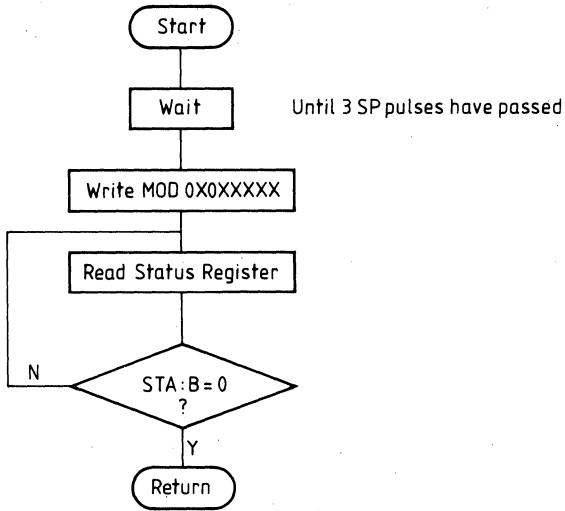 Start
Wait
Until 3 SP pulses have passed
Write MOD 0X0XXXXX
Read Status Register
N
STA:B=0
?
Y
Return